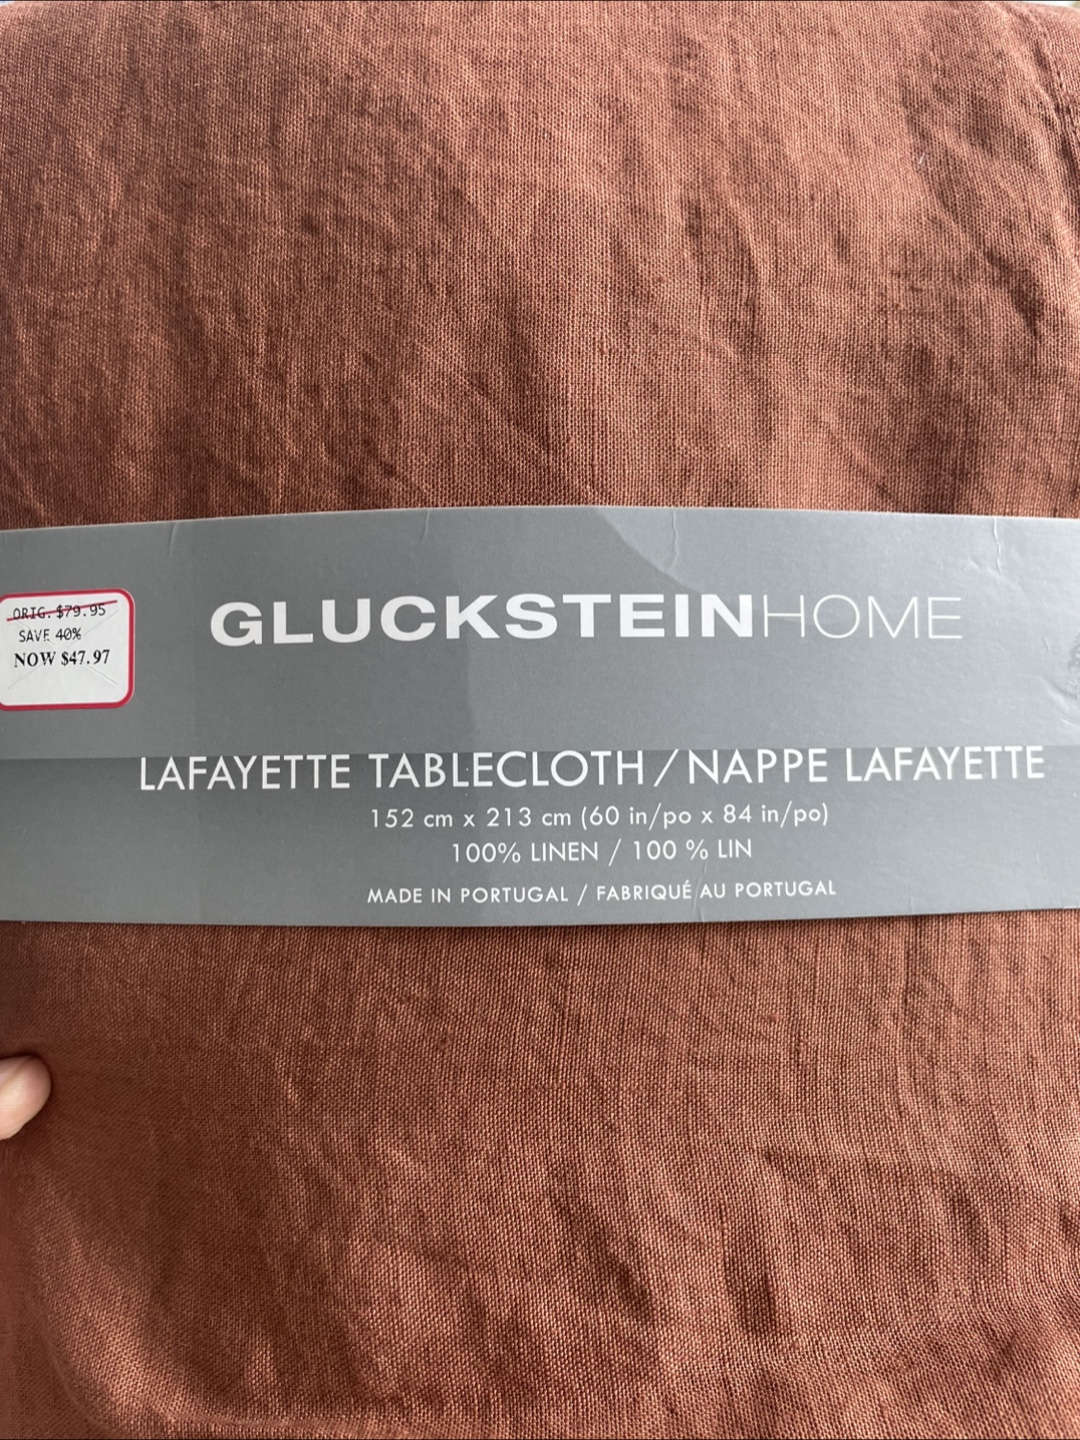 ORIG. $79.95
SAVE 40%
NOW $47.97
GLUCKSTEINHOME
LAFAYETTE TABLECLOTH / NAPPE LAFAYETTE
152 cm x 213 cm (60 in/po x 84 in/po)
100% LINEN / 100 % LIN
MADE IN PORTUGAL / FABRIQUÉ AU PORTUGAL